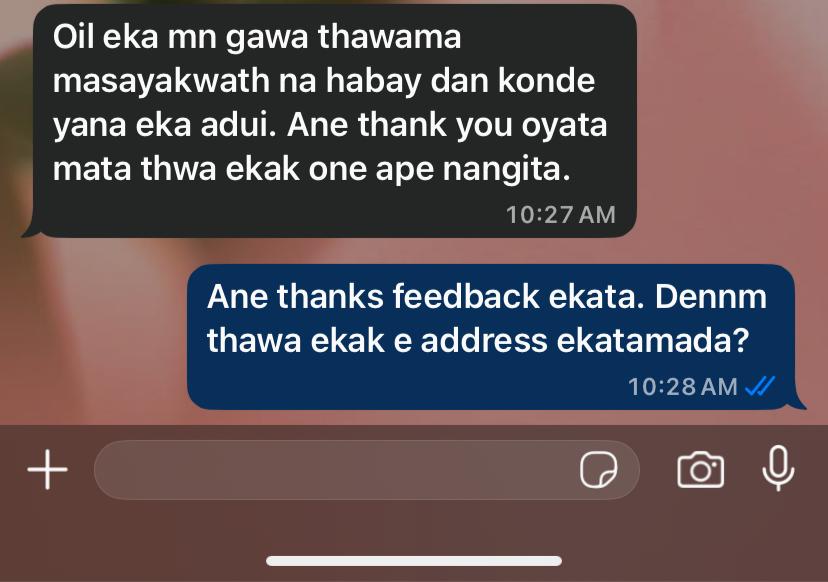 Oil eka mn gawa thawama
masayakwath na habay dan konde
yana eka adui. Ane thank you oyata
mata thwa ekak one ape nangita.
10:27 AM
Ane thanks feedback ekata. Dennm
thawa ekak e address ekatamada?
10:28 AM